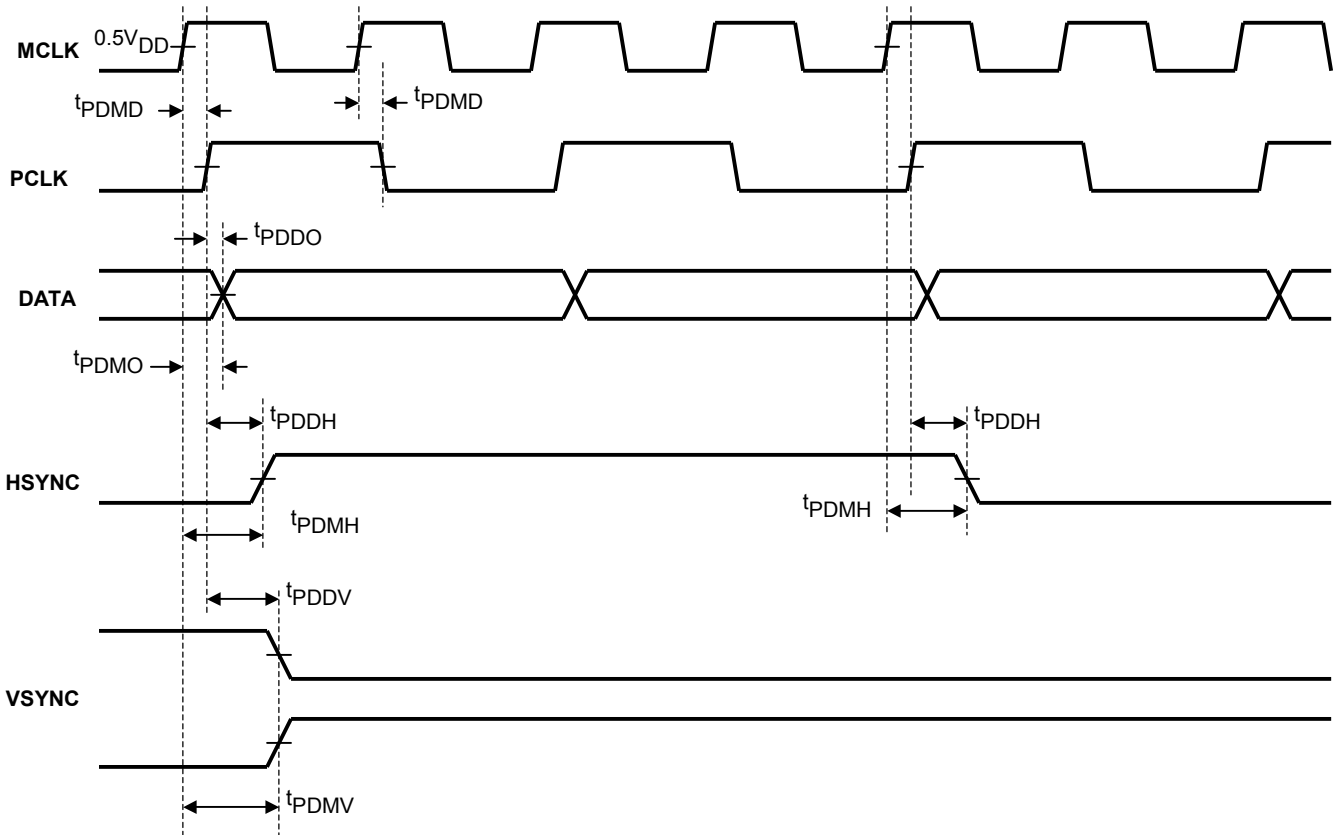 MCLK 0.5VDD
tPDMD
tPDMD
PCLK
tPDDO
DATA
tPDMO
tPDDH
tPDDH
HSYNC
tPDMH
tPDMH
tPDDV
VSYNC
tPDMV